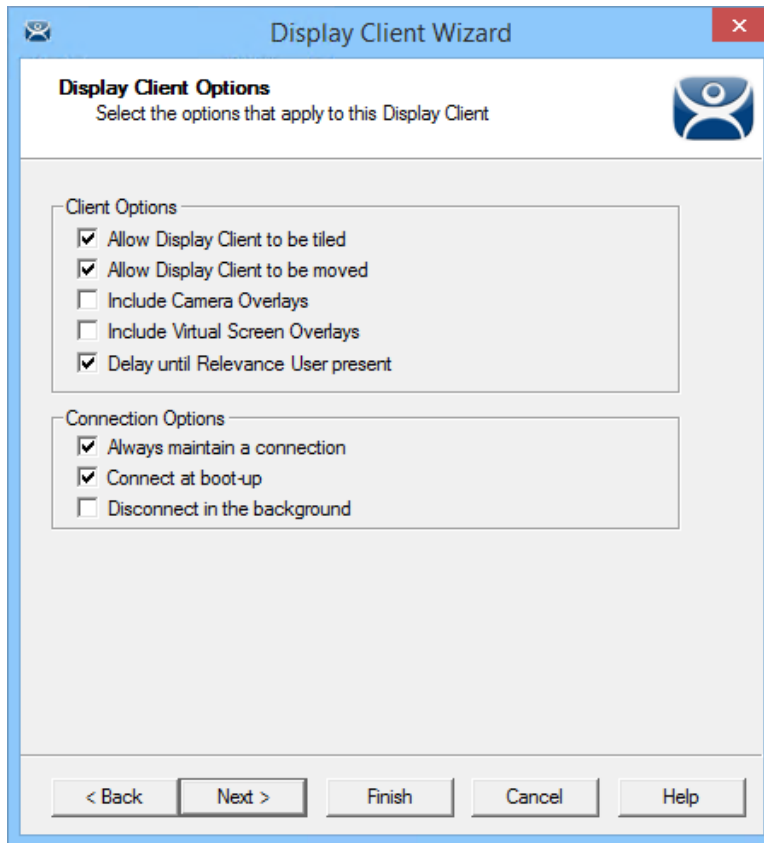 Display Client Wizard
Display Client Options
Select the options that apply to this Display Client
Client Options
Allow Display Client to be tiled
Allow Display Client to be moved
Include Camera Overlays
Include Virtual Screen Overlays
Delay until Relevance User present
Connection Options
Always maintain a connection
Connect at boot-up
Disconnect in the background
< Back Next > Finish Cancel Help